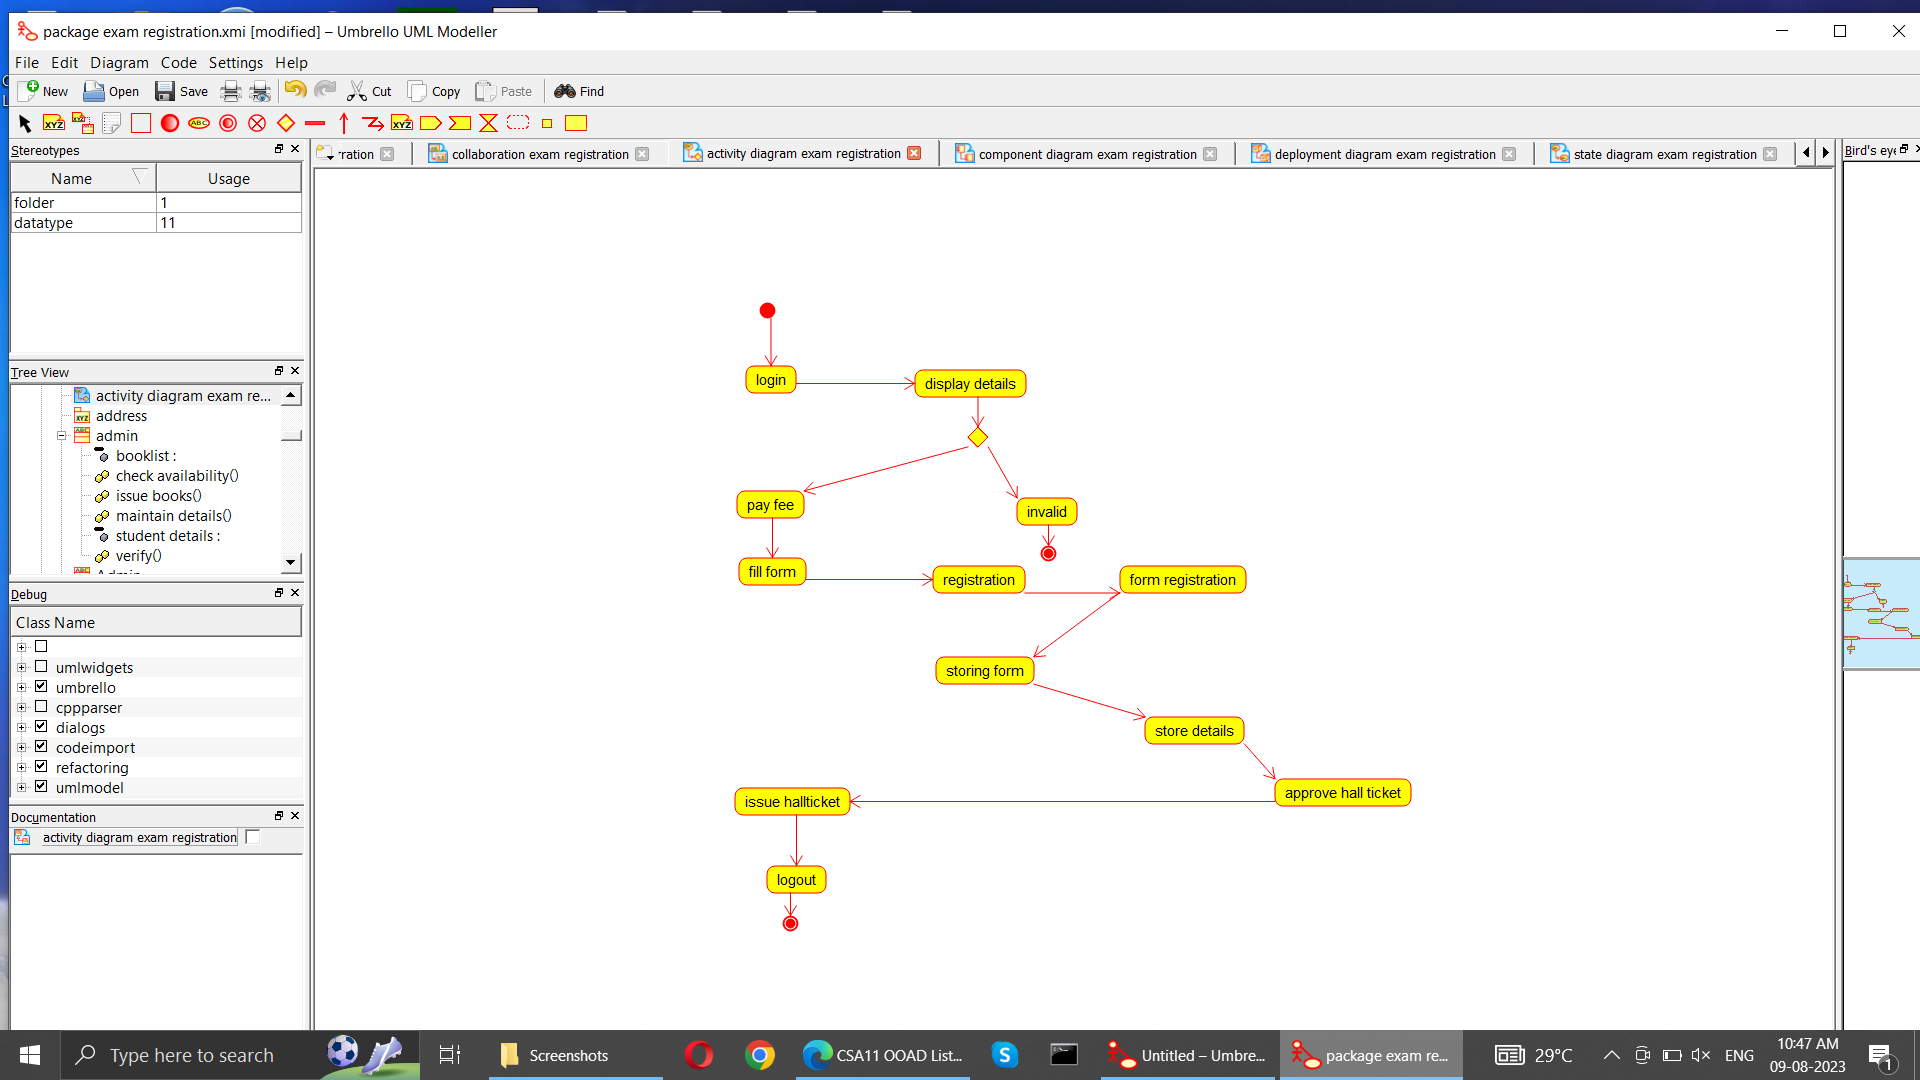 package exam registration.xmi [modified] – Umbrello UML Modeller
File Edit Diagram Code Settings Help
New Open Save Cut Copy Paste Find
Stereotypes
Name Usage
folder 1
datatype 11
collaboration exam registration
activity diagram exam registration
component diagram exam registration
deployment diagram exam registration
state diagram exam registration
Tree View
activity diagram exam re...
address
admin
booklist :
check availability()
issue books()
maintain details()
student details :
verify()
Debug
Class Name
umlwidgets
umbrello
cppparser
dialogs
codeimport
refactoring
umlmodel
Documentation
activity diagram exam registration
login
display details
pay fee
invalid
fill form
registration
form registration
storing form
store details
approve hall ticket
issue hallticket
logout
Type here to search
Screenshots
CSA11 OOAD List...
Untitled – Umbre...
package exam re...
29°C
ENG
10:47 AM
09-08-2023
1